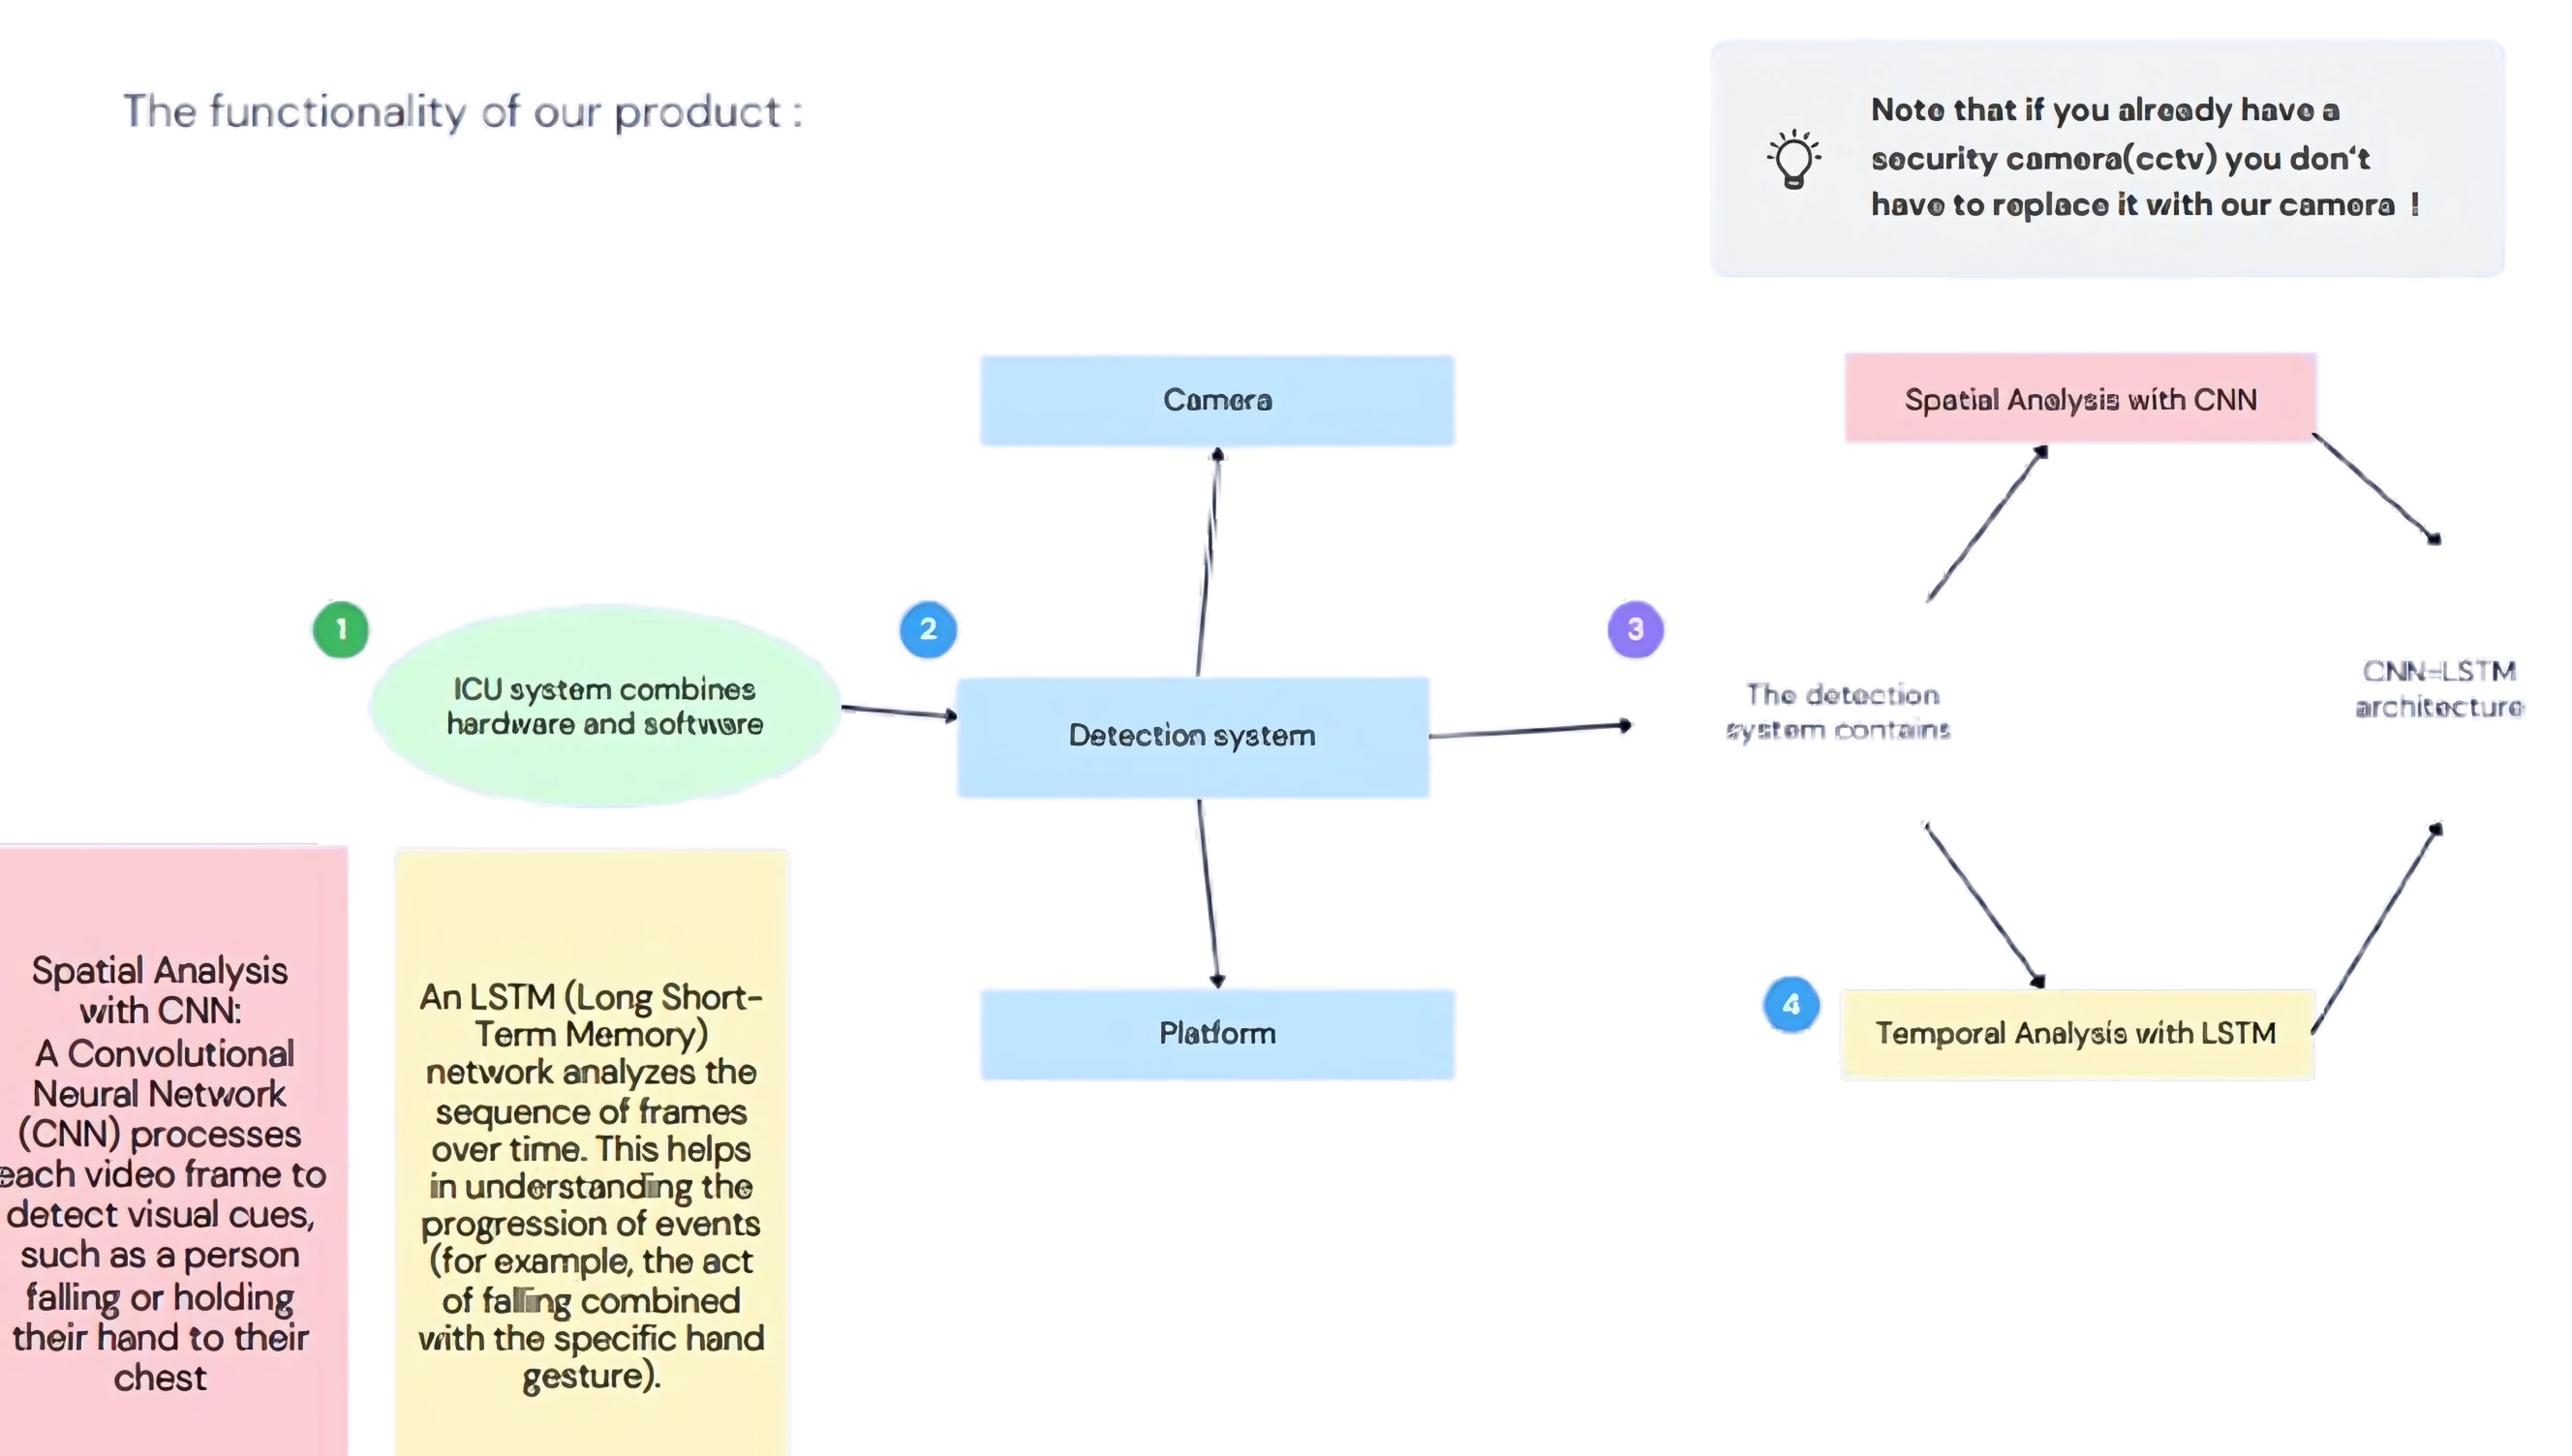 The functionality of our product :
Note that if you already have a
security camera(cctv) you don't
have to replace it with our camera !
Camera
Spatial Analysis with CNN
1
2
3
ICU system combines
hardware and software
Detection system
The detection
system contains
CNN-LSTM
architecture
4
Platform
Temporal Analysis with LSTM
Spatial Analysis
with CNN:
A Convolutional
Neural Network
(CNN) processes
each video frame to
detect visual cues,
such as a person
falling or holding
their hand to their
chest
An LSTM (Long Short-
Term Memory)
network analyzes the
sequence of frames
over time. This helps
in understanding the
progression of events
(for example, the act
of falling combined
with the specific hand
gesture).